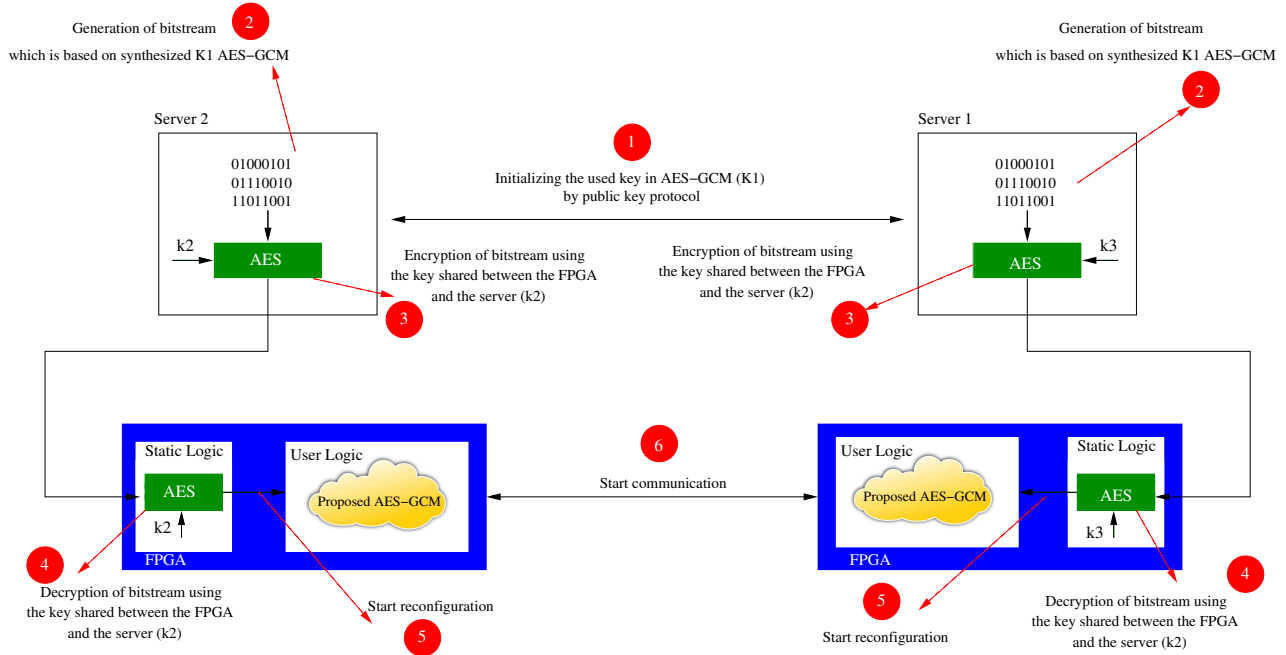 Generation of bitstream
which is based on synthesized K1 AES−GCM
2
Generation of bitstream
which is based on synthesized K1 AES−GCM
2
Server 2
Server 1
1
Initializing the used key in AES−GCM (K1)
by public key protocol
01000101
01110010
11011001
01000101
01110010
11011001
k2
AES
Encryption of bitstream using
the key shared between the FPGA
and the server (k2)
3
Encryption of bitstream using
the key shared between the FPGA
and the server (k2)
3
AES
k3
Static Logic
AES
k2
User Logic
Proposed AES−GCM
FPGA
6
Start communication
User Logic
Proposed AES−GCM
Static Logic
AES
k3
FPGA
4
Decryption of bitstream using
the key shared between the FPGA
and the server (k2)
Start reconfiguration
5
5
Start reconfiguration
4
Decryption of bitstream using
the key shared between the FPGA
and the server (k2)